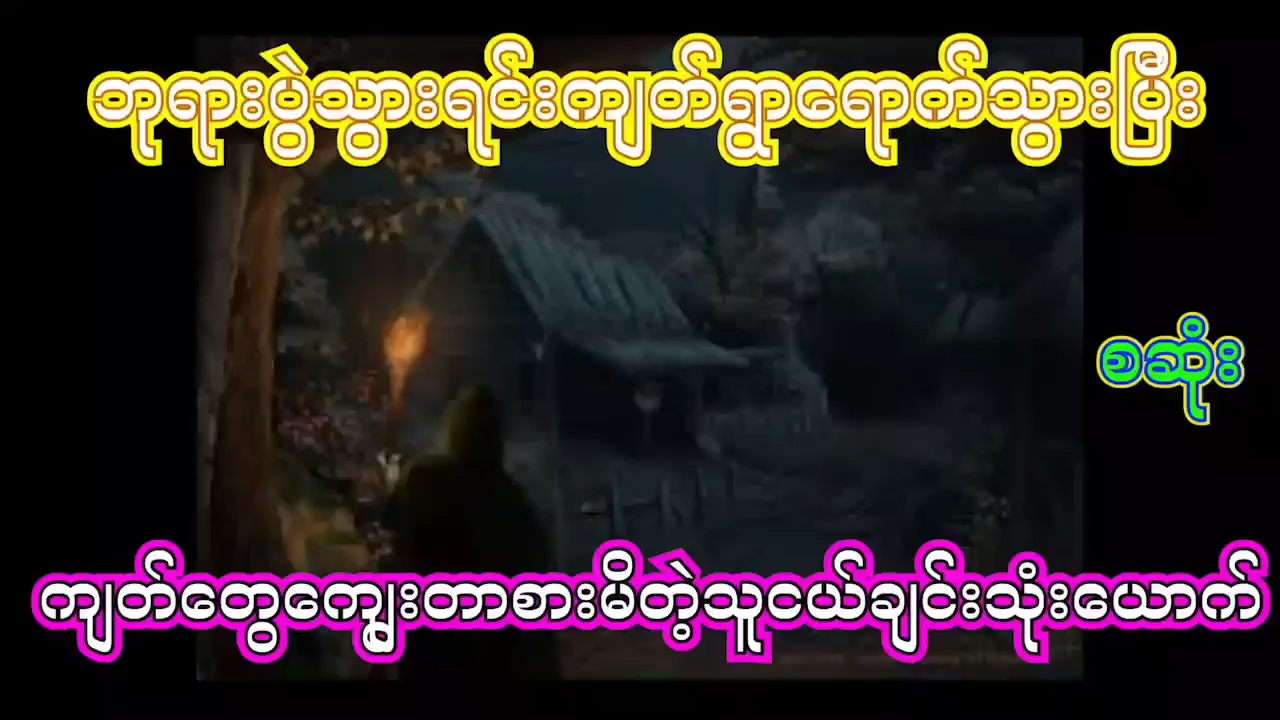 ဘုရားပွဲသွားရင်းကျတ်ရွာရောက်သွားပြီး
စဆုံး
ကျတ်တွေကျွေးတာစားမိတဲ့သူငယ်ချင်းသုံးယောက်